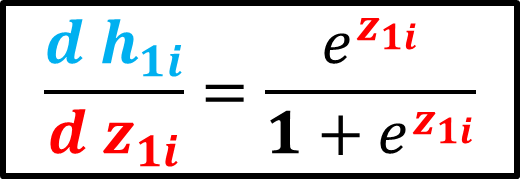 d h₁ᵢ / d z₁ᵢ = e^z₁ᵢ / 1 + e^z₁ᵢ